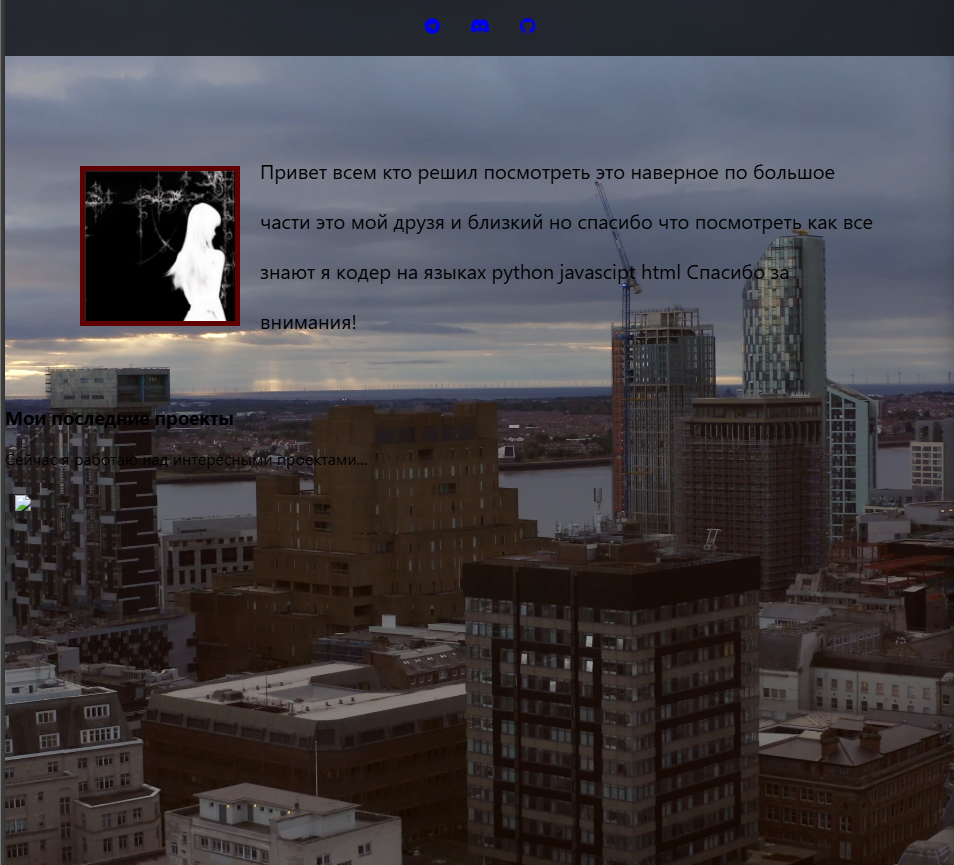 Привет всем кто решил посмотреть это наверное по большое
части это мой друзя и близкий но спасибо что посмотреть как все
знают я кодер на языках python javascipt html Спасибо за
внимания!
Мои последние проекты
Сейчас я работаю над интересными проектами...